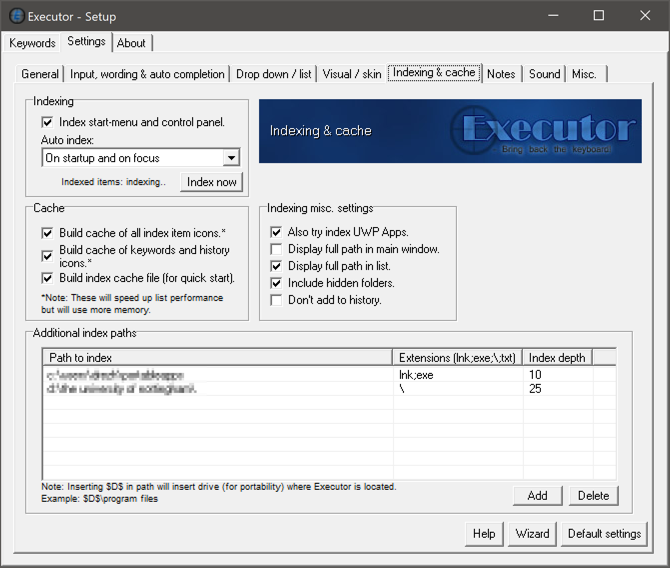 Executor - Setup
Keywords Settings About
General Input, wording & auto completion Drop down / list Visual / skin Indexing & cache Notes Sound Misc.
Indexing
Index start-menu and control panel.
Auto index:
On startup and on focus
Indexed items: indexing.. Index now
Indexing & cache
Executor
Bring back the keyboard!
Cache
Build cache of all index item icons.*
Build cache of keywords and history
icons.*
Build index cache file (for quick start).
*Note: These will speed up list performance
but will use more memory.
Indexing misc. settings
Also try index UWP Apps.
Display full path in main window.
Display full path in list.
Include hidden folders.
Don't add to history.
Additional index paths
Path to index Extensions (lnk;exe;\;txt) Index depth
lnk;exe 10
\ 25
Note: Inserting $D$ in path will insert drive (for portability) where Executor is located.
Example: $D$\program files
Add Delete
Help Wizard Default settings